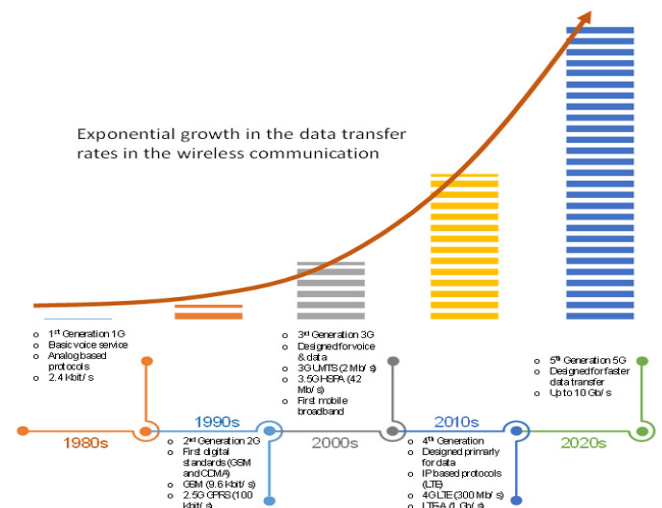 Exponential growth in the data transfer
rates in the wireless communication
1st Generation 1G
Basic voice service
Analog based
protocols
2.4 Kbit/s
1980s
1990s
2nd Generation 2G
First digital
standards (GSM
and CDMA)
GSM (9.6 kbit/s)
2.5G GPRS (100
kbit/s)
3rd Generation 3G
Designed for voice
& data
3G UMTS (2 Mb/s)
3.5G HSPA (42
Mb/s)
First mobile
broadband
2000s
2010s
4th Generation
Designed primarily
for data
IP based protocols
(LTE)
4G LTE (300 Mb/s)
LTE-A (1 Gb/s)
5th Generation 5G
Designed for faster
data transfer
Up to 10 Gb/s
2020s